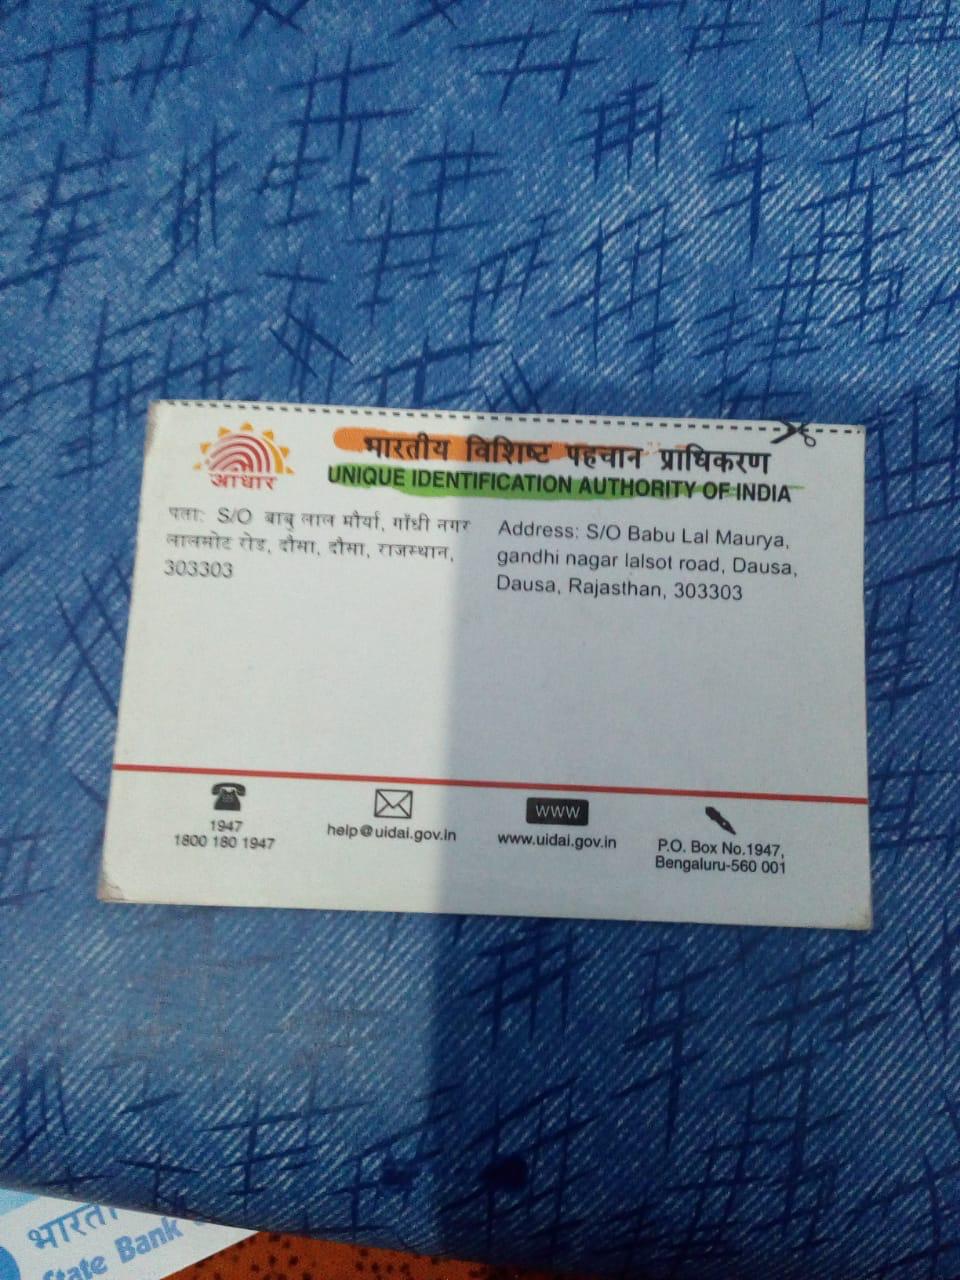 आधार
भारतीय विशिष्ट पहचान प्राधिकरण
UNIQUE IDENTIFICATION AUTHORITY OF INDIA
पता: S/O बाबु लाल मौर्या, गाँधी नगर
लालसोट रोड, दौसा, दौसा, राजस्थान,
303303
Address: S/O Babu Lal Maurya,
gandhi nagar lalsot road, Dausa,
Dausa, Rajasthan, 303303
1947
1800 180 1947
help@uidai.gov.in
WWW
www.uidai.gov.in
P.O. Box No.1947,
Bengaluru-560 001
State Bank